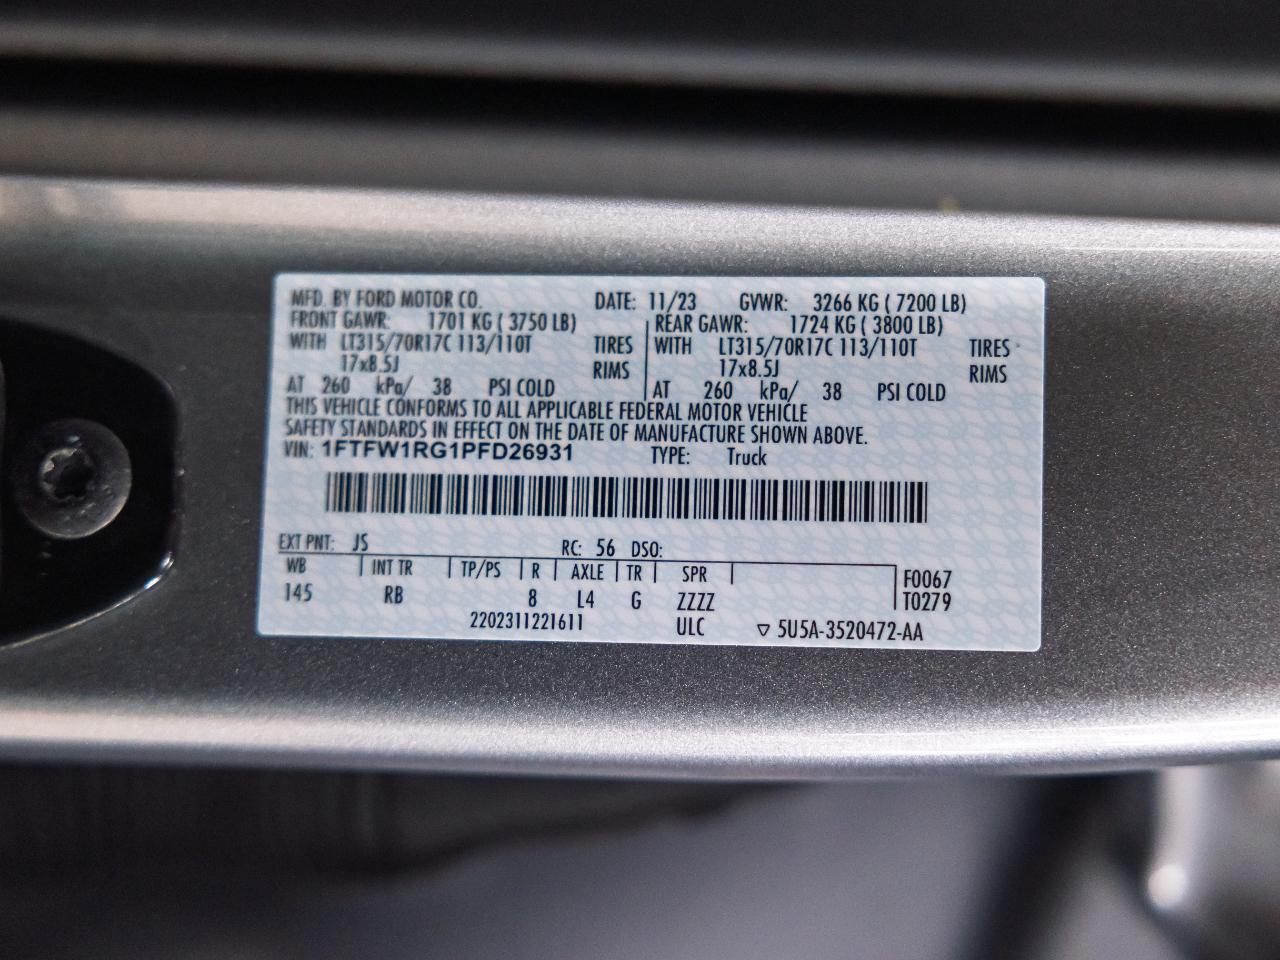 MFD. BY FORD MOTOR CO. DATE: 11/23 GVWR: 3266 KG ( 7200 LB)
FRONT GAWR: 1701 KG ( 3750 LB) REAR GAWR: 1724 KG ( 3800 LB)
WITH LT315/70R17C 113/110T TIRES WITH LT315/70R17C 113/110T TIRES
17x8.5J RIMS 17x8.5J RIMS
AT 260 kPa/ 38 PSI COLD AT 260 kPa/ 38 PSI COLD
THIS VEHICLE CONFORMS TO ALL APPLICABLE FEDERAL MOTOR VEHICLE
SAFETY STANDARDS IN EFFECT ON THE DATE OF MANUFACTURE SHOWN ABOVE.
VIN: 1FTFW1RG1PFD26931 TYPE: Truck
EXT PNT: JS RC: 56 DSO:
WB INT TR TP/PS R AXLE TR SPR F0067
145 RB 8 L4 G ZZZZ T0279
2202311221611 ULC ▽ 5U5A-3520472-AA